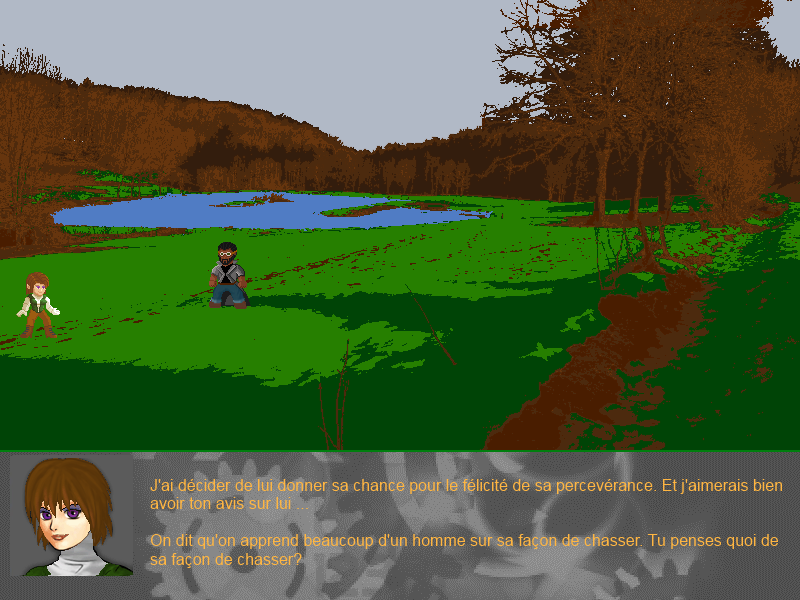 J'ai décider de lui donner sa chance pour le félicité de sa percevérance. Et j'aimerais bien
avoir ton avis sur lui ...
On dit qu'on apprend beaucoup d'un homme sur sa façon de chasser. Tu penses quoi de
sa façon de chasser?